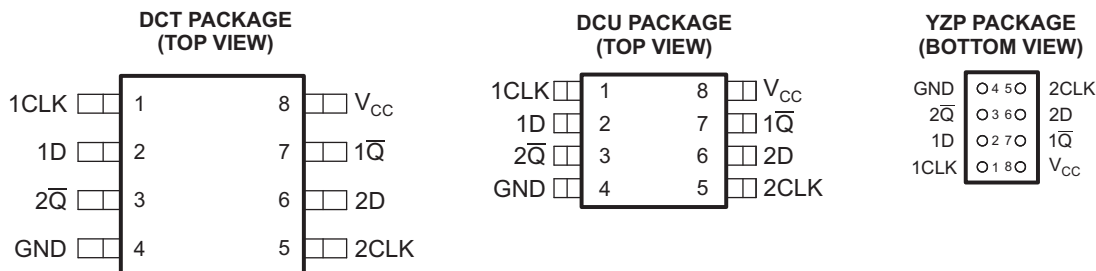 DCT PACKAGE
(TOP VIEW)
1CLK 1 8 V_CC
1D 2 7 1Q̅
2Q̅ 3 6 2D
GND 4 5 2CLK
DCU PACKAGE
(TOP VIEW)
1CLK 1 8 V_CC
1D 2 7 1Q̅
2Q̅ 3 6 2D
GND 4 5 2CLK
YZP PACKAGE
(BOTTOM VIEW)
GND 4 5 2CLK
2Q̅ 3 6 2D
1D 2 7 1Q̅
1CLK 1 8 V_CC